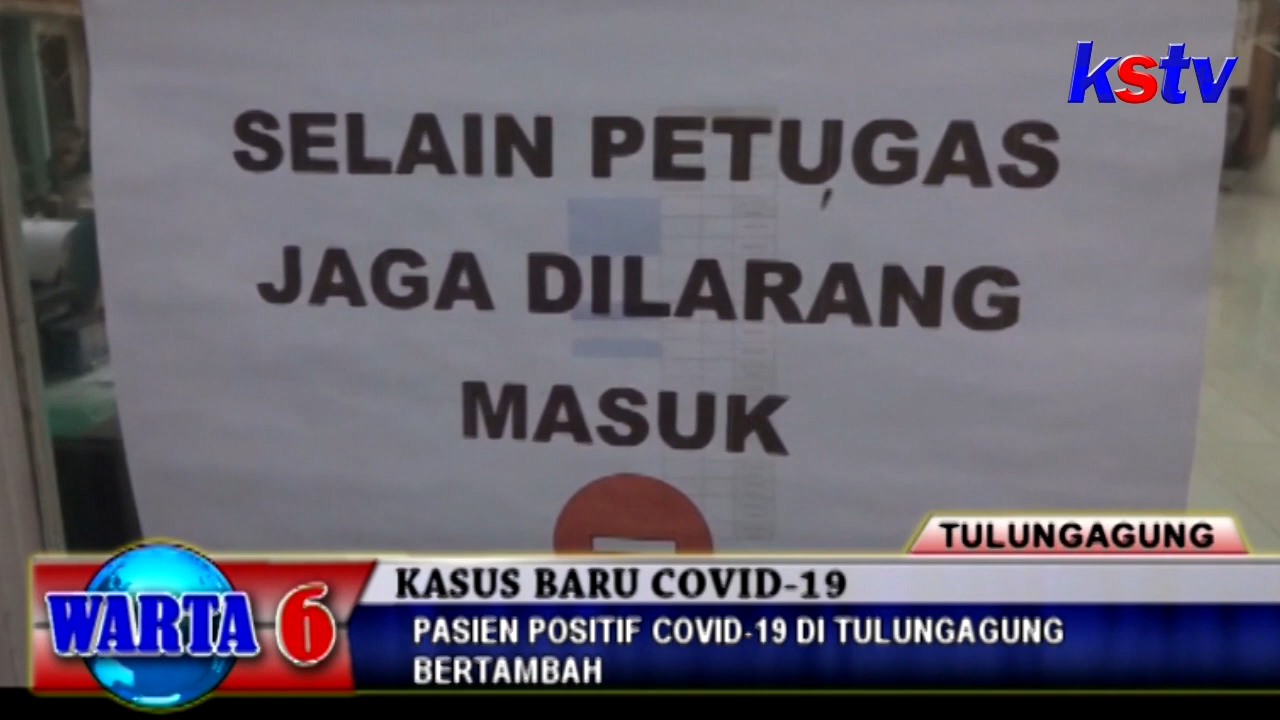 kstv
SELAIN PETUGAS
JAGA DILARANG
MASUK
TULUNGAGUNG
KASUS BARU COVID-19
WARTA 6
PASIEN POSITIF COVID-19 DI TULUNGAGUNG
BERTAMBAH